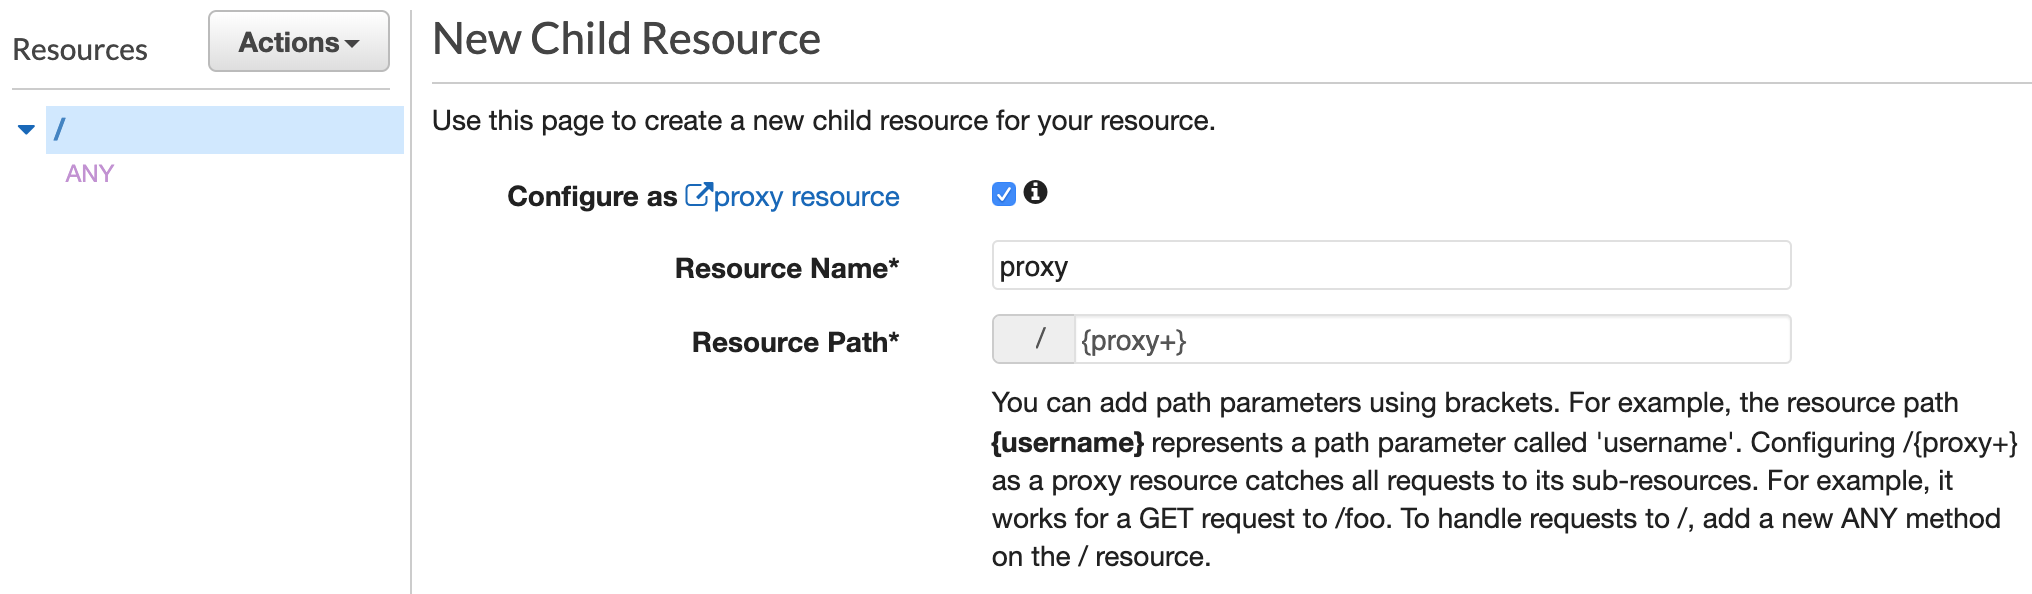 Resources
Actions
/
ANY
New Child Resource
Use this page to create a new child resource for your resource.
Configure as proxy resource
Resource Name*
proxy
Resource Path*
/ {proxy+}
You can add path parameters using brackets. For example, the resource path
{username} represents a path parameter called 'username'. Configuring /{proxy+}
as a proxy resource catches all requests to its sub-resources. For example, it
works for a GET request to /foo. To handle requests to /, add a new ANY method
on the / resource.